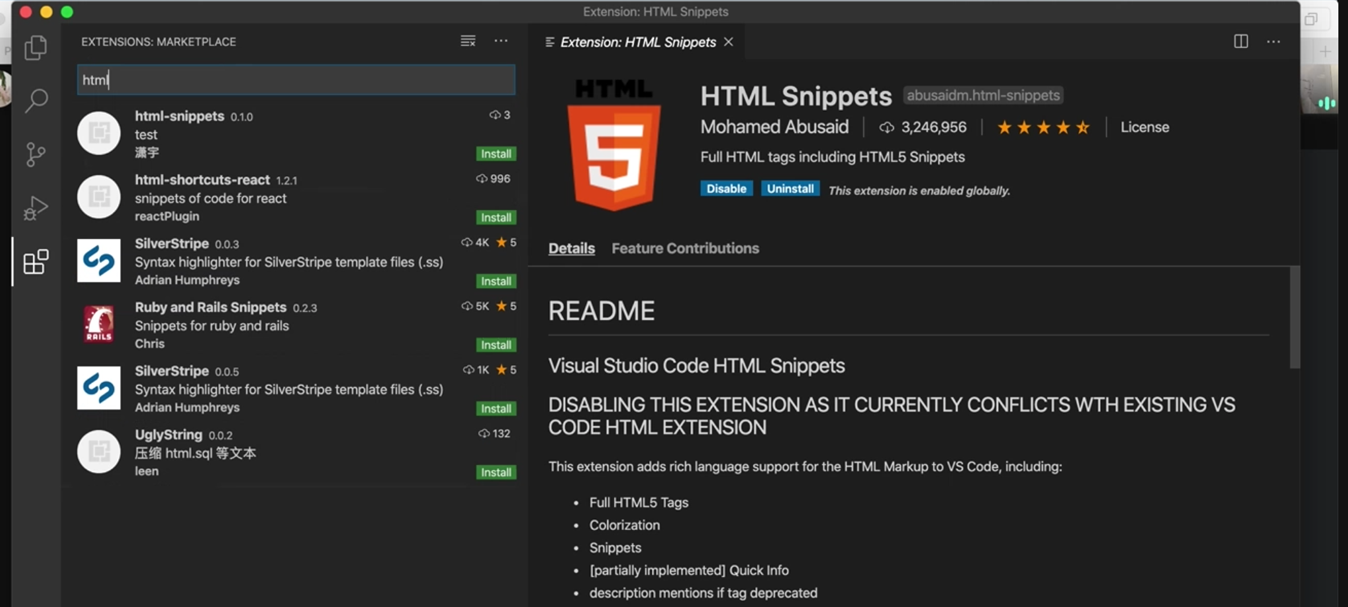 Extension: HTML Snippets
EXTENSIONS: MARKETPLACE
html
html-snippets 0.1.0 3
test
潇宇
Install
html-shortcuts-react 1.2.1 996
snippets of code for react
reactPlugin
Install
SilverStripe 0.0.3 4K 5
Syntax highlighter for SilverStripe template files (.ss)
Adrian Humphreys
Install
Ruby and Rails Snippets 0.2.3 5K 5
Snippets for ruby and rails
Chris
Install
RAILS
SilverStripe 0.0.5 1K 5
Syntax highlighter for SilverStripe template files (.ss)
Adrian Humphreys
Install
UglyString 0.0.2 132
压缩 html.sql 等文本
leen
Install
Extension: HTML Snippets
HTML
5
HTML Snippets abusaidm.html-snippets
Mohamed Abusaid 3,246,956 License
Full HTML tags including HTML5 Snippets
Disable Uninstall This extension is enabled globally.
Details Feature Contributions
README
Visual Studio Code HTML Snippets
DISABLING THIS EXTENSION AS IT CURRENTLY CONFLICTS WTH EXISTING VS
CODE HTML EXTENSION
This extension adds rich language support for the HTML Markup to VS Code, including:
• Full HTML5 Tags
• Colorization
• Snippets
• [partially implemented] Quick Info
• description mentions if tag deprecated